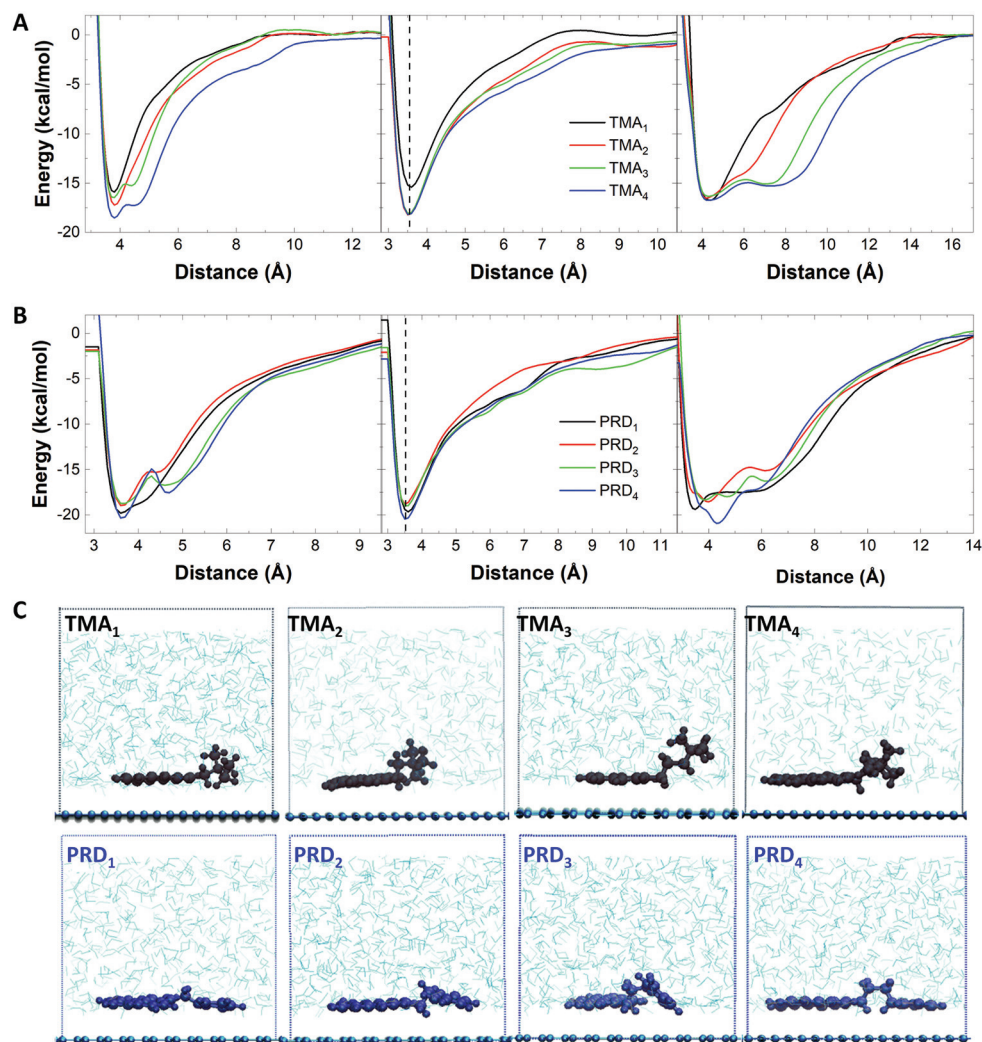 A
Energy (kcal/mol)
0
-5
-10
-15
-20
4 6 8 10 12
3 4 5 6 7 8 9 10
4 6 8 10 12 14 16
TMA1
TMA2
TMA3
TMA4
Distance (Å) Distance (Å) Distance (Å)
B
Energy (kcal/mol)
0
-5
-10
-15
-20
3 4 5 6 7 8 9
3 4 5 6 7 8 9 10 11
4 6 8 10 12 14
PRD1
PRD2
PRD3
PRD4
Distance (Å) Distance (Å) Distance (Å)
C
TMA1 TMA2 TMA3 TMA4
PRD1 PRD2 PRD3 PRD4